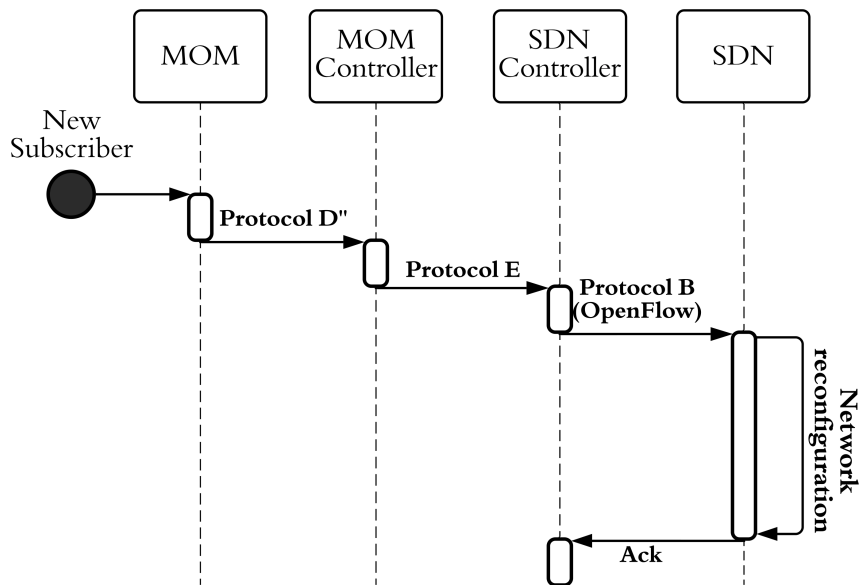 MOM
MOM
Controller
SDN
Controller
SDN
New
Subscriber
Protocol D"
Protocol E
Protocol B
(OpenFlow)
Network
reconfiguration
Ack